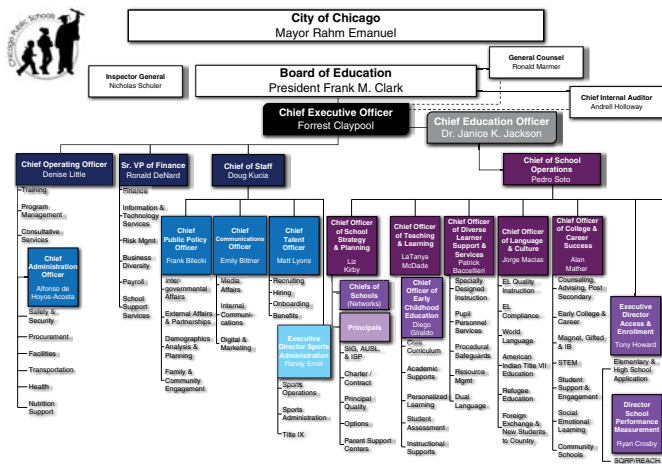 Chicago Public Schools
City of Chicago
Mayor Rahm Emanuel
General Counsel
Ronald Marmer
Inspector General
Nicholas Schuler
Board of Education
President Frank M. Clark
Chief Internal Auditor
Andrell Holloway
Chief Executive Officer
Forrest Claypool
Chief Education Officer
Dr. Janice K. Jackson
Chief Operating Officer
Denise Little
Sr. VP of Finance
Ronald DeNard
Chief of Staff
Doug Kucia
Chief of School
Operations
Pedro Soto
Training
Program
Management
Consultative
Services
Chief
Administration
Officer
Alfonso de
Hoyos-Acosta
Safety &
Security
Procurement
Facilities
Transportation
Health
Nutrition
Support
Finance
Information &
Technology
Services
Risk Mgmt
Business
Diversity
Payroll
School
Support
Services
Chief
Public Policy
Officer
Frank Bilecki
Inter-
governmental
Affairs
External Affairs
& Partnerships
Demographics
Analysis &
Planning
Family &
Community
Engagement
Chief
Communications
Officer
Emily Bittner
Media
Affairs
Internal
Communi-
cations
Digital &
Marketing
Chief
Talent
Officer
Matt Lyons
Recruiting
Hiring
Onboarding
Benefits
Executive
Director Sports
Administration
Randy Ernst
Sports
Operations
Sports
Administration
Title IX
Chief Officer
of School
Strategy
& Planning
Liz
Kirby
Chiefs of
Schools
(Networks)
Principals
SIG, AUSL,
& ISP
Charter /
Contract
Principal
Quality
Options
Parent Support
Centers
Chief Officer
of Teaching
& Learning
LaTanya
McDade
Chief Officer
of Early
Childhood
Education
Diego
Giraldo
Core
Curriculum
Academic
Supports
Personalized
Learning
Student
Assessment
Instructional
Supports
Chief Officer
of Diverse
Learner
Support &
Services
Patrick
Baccellieri
Specially
Designed
Instruction
Pupil
Personnel
Services
Procedural
Safeguards
Resource
Mgmt
Dual
Language
Chief Officer
of Language
& Culture
Jorge Macias
EL Quality
Instruction
EL
Compliance
World
Language
American
Indian Title VII
Education
Refugee
Education
Foreign
Exchange &
New Students
to Country
Chief Officer
of College &
Career
Success
Alan
Mather
Counseling,
Advising, Post
Secondary
Early College
& Career
Magnet, Gifted
& IB
STEM
Student
Support &
Engagement
Social
Emotional
Learning
Community
Schools
Executive
Director
Access &
Enrollment
Tony Howard
Elementary & High
School Application
Director
School
Performance
Measurement
Ryan Crosby
SQRP/REACH